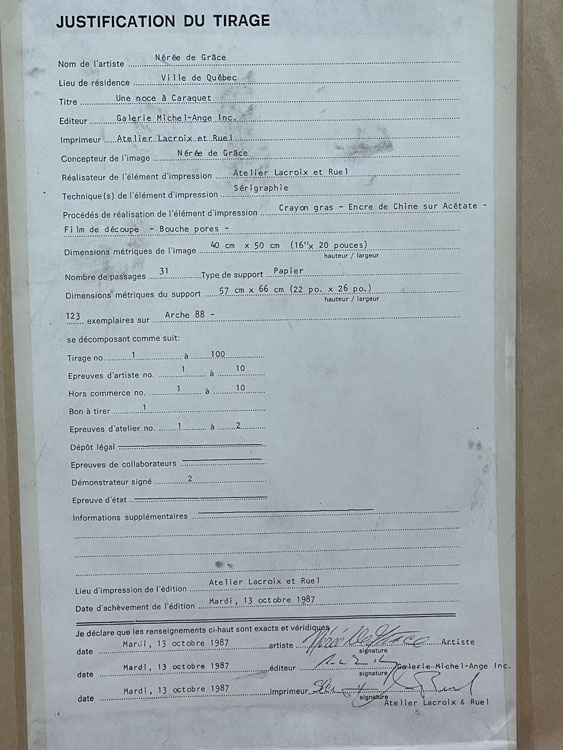 JUSTIFICATION DU TIRAGE
Nom de l'artiste Nérée de Grâce
Lieu de résidence Ville de Québec
Titre Une noce à Caraquet
Editeur Galerie Michel-Ange Inc.
Imprimeur Atelier Lacroix et Ruel
Concepteur de l'image Nérée de Grâce
Réalisateur de l'élément d'impression Atelier Lacroix et Ruel
Technique(s) de l'élément d'impression Sérigraphie
Procédés de réalisation de l'élément d'impression Crayon gras - Encre de Chine sur Acétate -
Film de découpe - Bouche pores -
Dimensions métriques de l'image 40 cm x 50 cm (16"x 20 pouces)
hauteur / largeur
Nombre de passages 31 Type de support Papier
Dimensions métriques du support 57 cm x 66 cm (22 po. x 26 po.)
hauteur / largeur
123 exemplaires sur Arche 88 -
se décomposant comme suit:
Tirage no. 1 à 100
Epreuves d'artiste no. 1 à 10
Hors commerce no. 1 à 10
Bon à tirer 1
Epreuves d'atelier no. 1 à 2
Dépôt légal
Epreuves de collaborateurs
Démonstrateur signé 2
Epreuve d'état
Informations supplémentaires
Lieu d'impression de l'édition Atelier Lacroix et Ruel
Date d'achèvement de l'édition Mardi, 13 octobre 1987
Je déclare que les renseignements ci-haut sont exacts et véridiques
date Mardi, 13 octobre 1987 artiste Nérée De Grâce Artiste
signature
date Mardi, 13 octobre 1987 éditeur Galerie Michel-Ange Inc.
signature
date Mardi, 13 octobre 1987 imprimeur
signature
Atelier Lacroix & Ruel